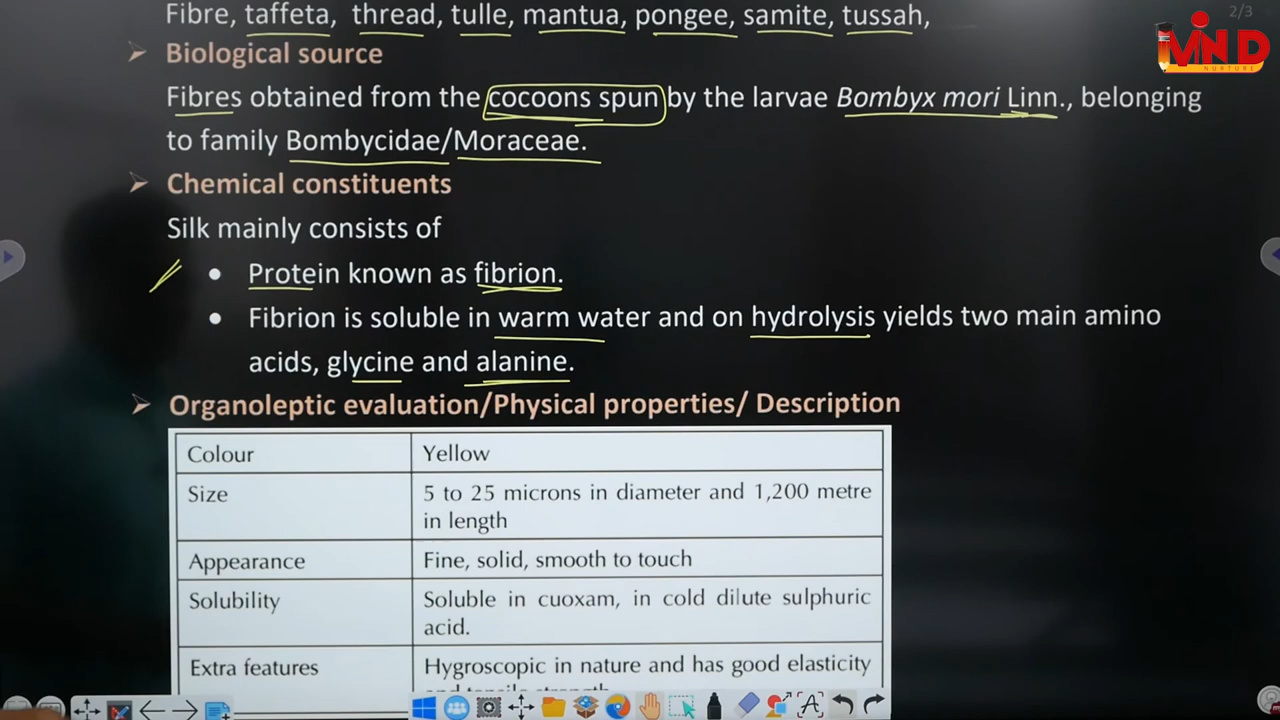 2/3
Fibre, taffeta, thread, tulle, mantua, pongee, samite, tussah,
MIND
NURTURE
Biological source
Fibres obtained from the cocoons spun by the larvae Bombyx mori Linn., belonging
to family Bombycidae/Moraceae.
Chemical constituents
Silk mainly consists of
• Protein known as fibrion.
• Fibrion is soluble in warm water and on hydrolysis yields two main amino
acids, glycine and alanine.
Organoleptic evaluation/Physical properties/ Description
Colour Yellow
Size 5 to 25 microns in diameter and 1,200 metre
in length
Appearance Fine, solid, smooth to touch
Solubility Soluble in cuoxam, in cold dilute sulphuric
acid.
Extra features Hygroscopic in nature and has good elasticity